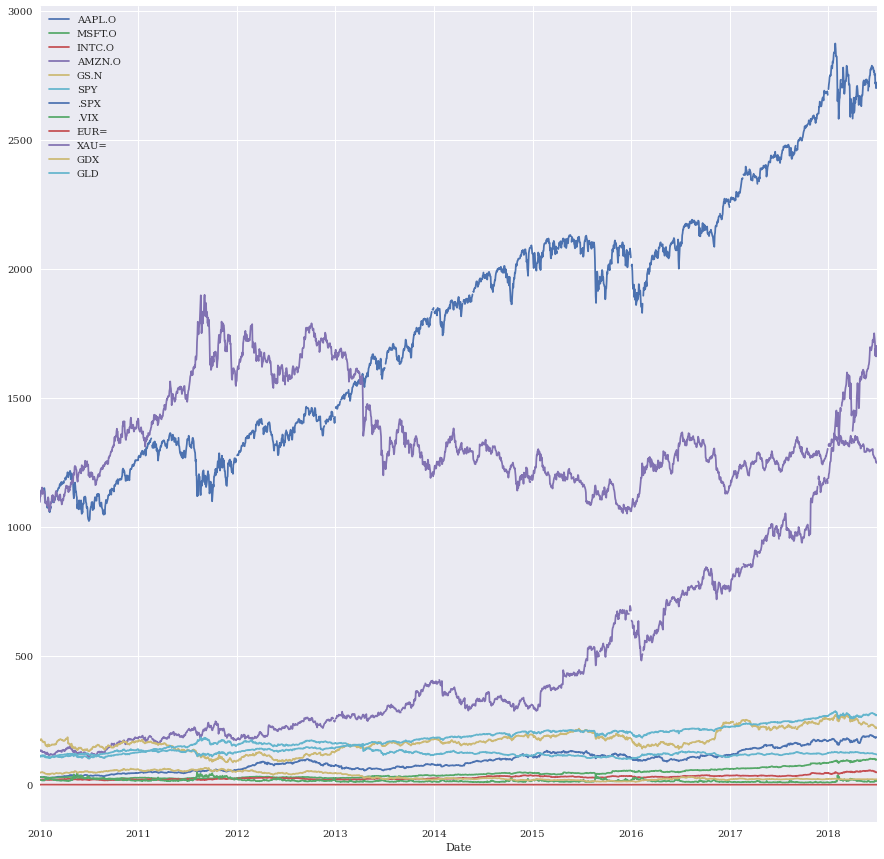 3000
AAPL.O
MSFT.O
INTC.O
AMZN.O
GS.N
SPY
.SPX
.VIX
EUR=
XAU=
GDX
GLD
2500
2000
1500
1000
500
0
2010 2011 2012 2013 2014 2015 2016 2017 2018
Date